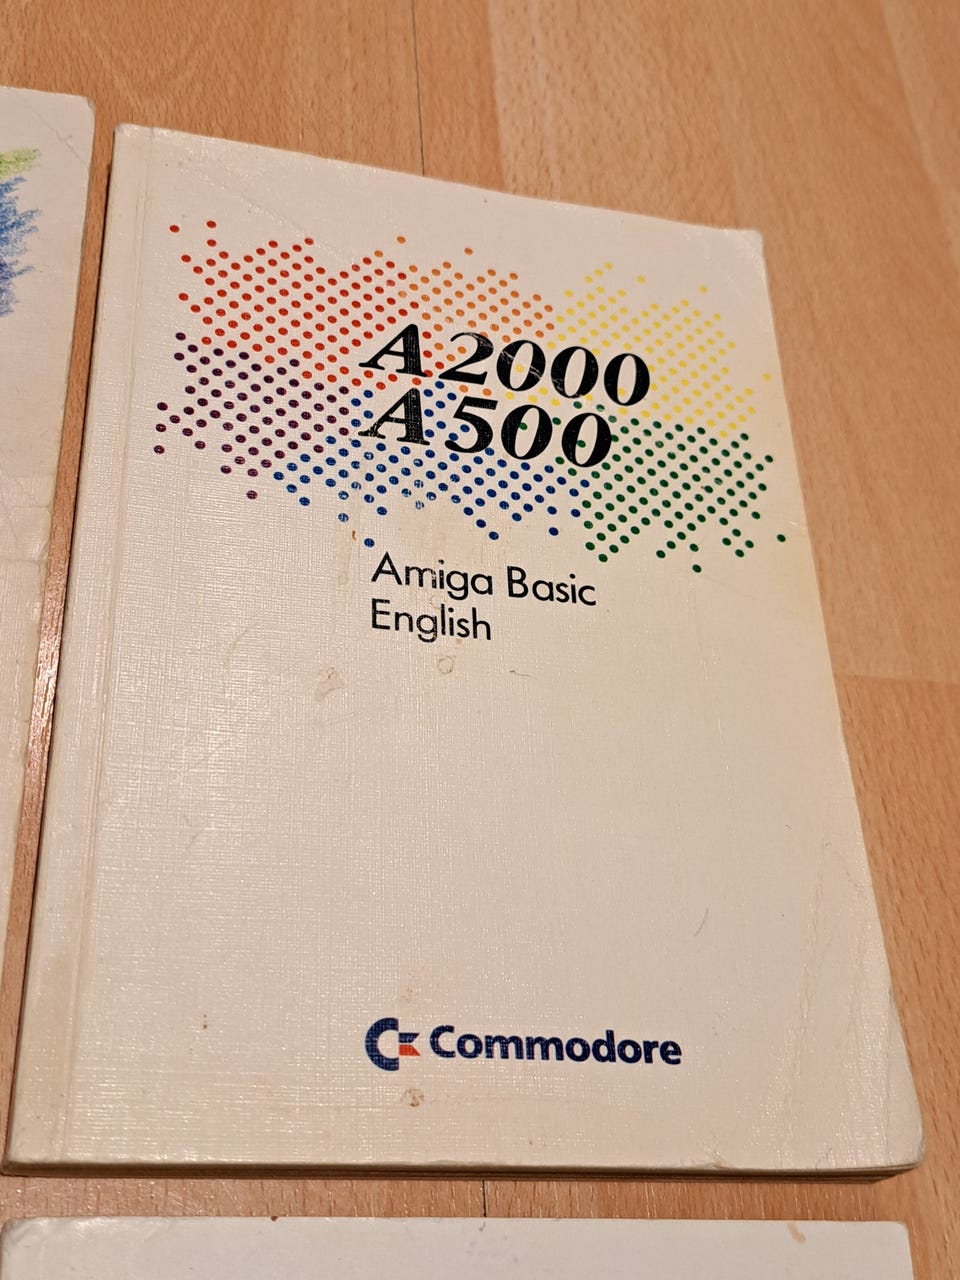 A2000
A500
Amiga Basic
English
Commodore